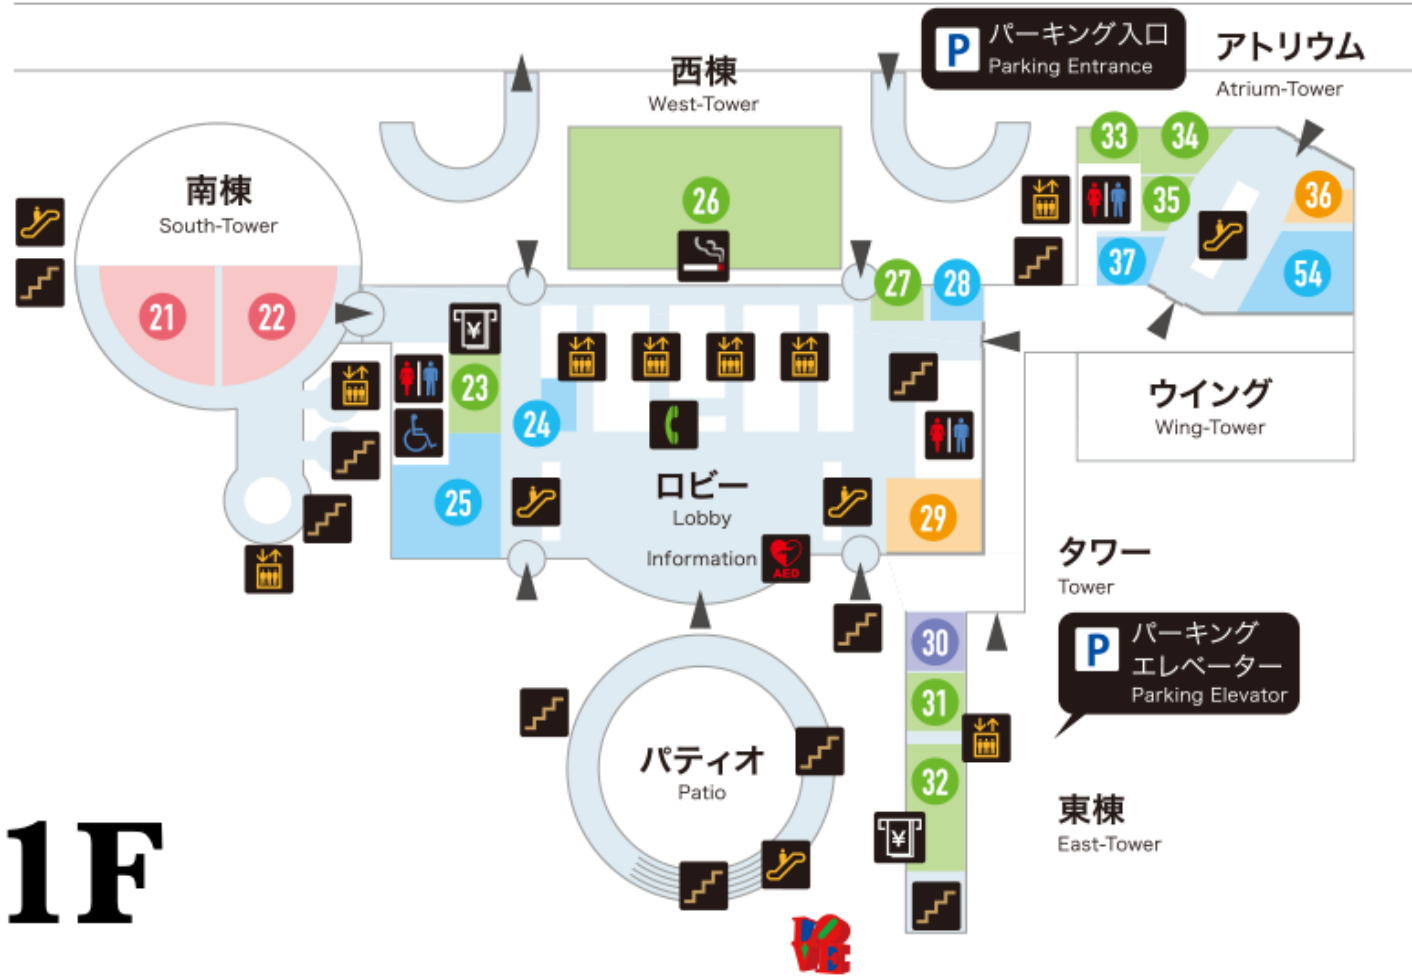 P
パーキング入口
Parking Entrance
アトリウム
Atrium-Tower
西棟
West-Tower
33
34
南棟
South-Tower
26
35
36
37
54
27
28
21
22
¥
23
24
ウイング
Wing-Tower
25
ロビー
Lobby
29
Information
AED
タワー
Tower
30
P
パーキング
エレベーター
Parking Elevator
31
パティオ
Patio
32
東棟
East-Tower
¥
1F
LOVE